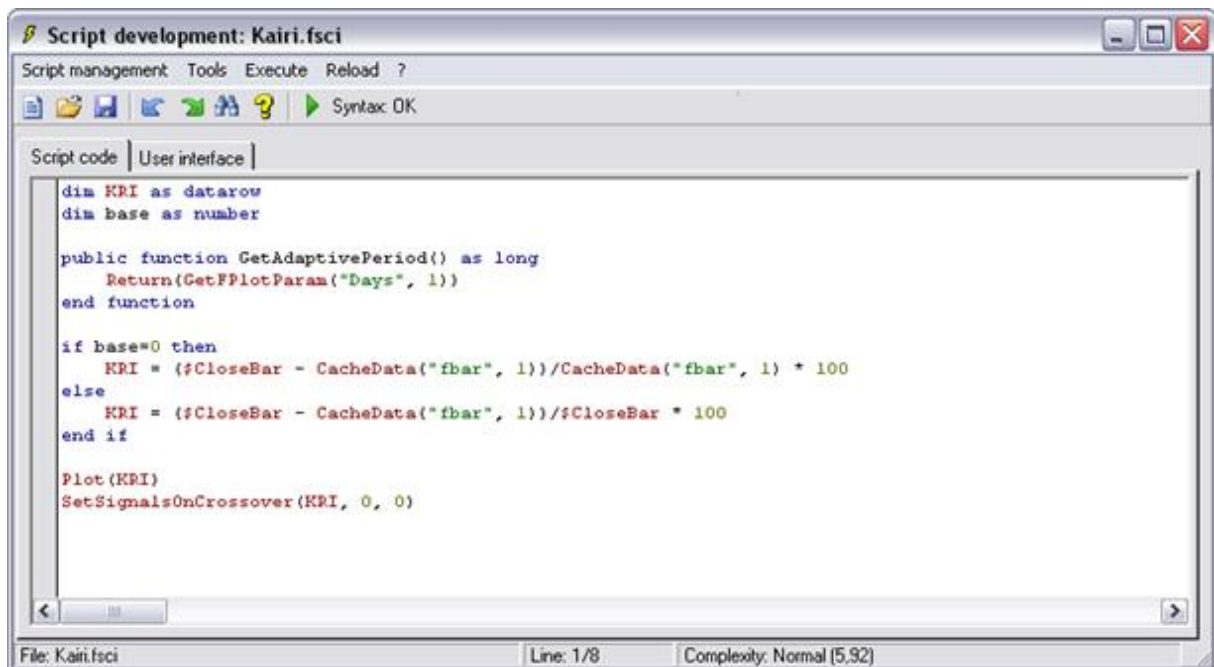 Script development: Kairi.fsci
Script management Tools Execute Reload ?
Syntax: OK
Script code User interface
dim KRI as datarow
dim base as number
public function GetAdaptivePeriod() as long
Return(GetFPlotParam("Days", 1))
end function
if base=0 then
KRI = ($CloseBar - CacheData("fbar", 1))/CacheData("fbar", 1) * 100
else
KRI = ($CloseBar - CacheData("fbar", 1))/$CloseBar * 100
end if
Plot(KRI)
SetSignalsOnCrossover(KRI, 0, 0)
File: Kairi.fsci Line: 1/8 Complexity: Normal (5,92)